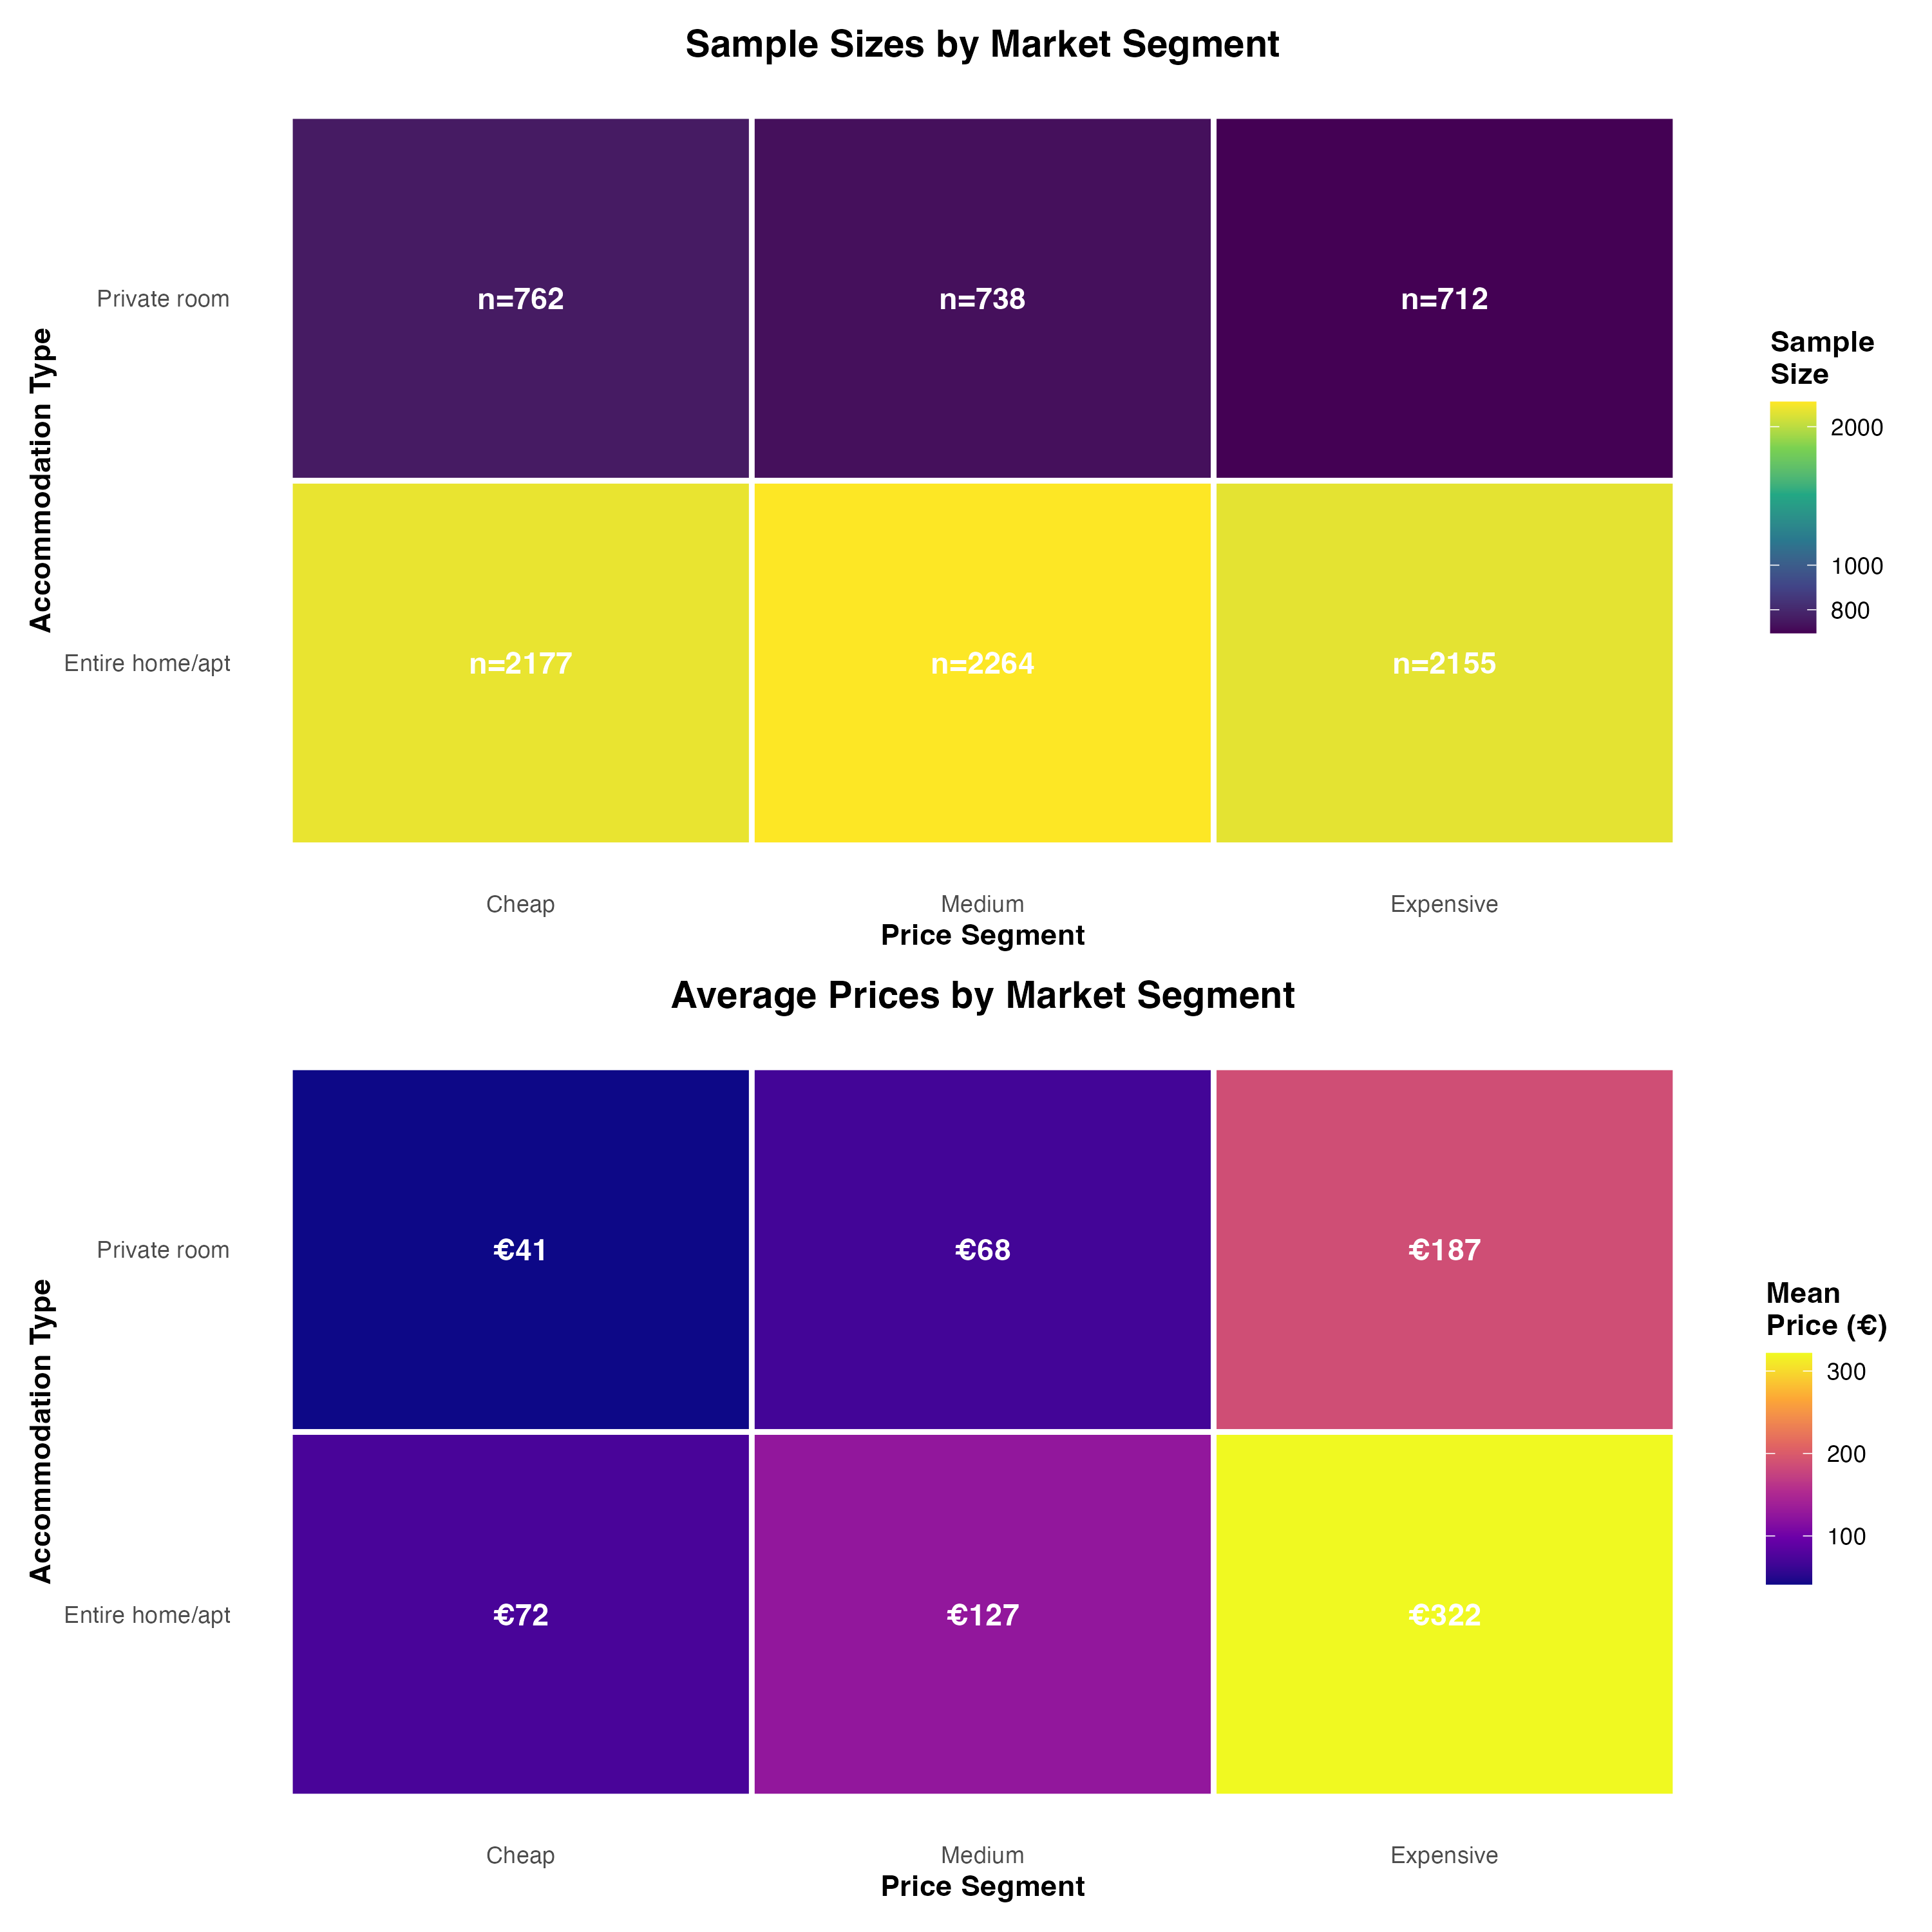 Sample Sizes by Market Segment
Accommodation Type
Private room
n=762
n=738
n=712
Entire home/apt
n=2177
n=2264
n=2155
Cheap
Medium
Expensive
Price Segment
Sample
Size
2000
1000
800
Average Prices by Market Segment
Accommodation Type
Private room
€41
€68
€187
Entire home/apt
€72
€127
€322
Cheap
Medium
Expensive
Price Segment
Mean
Price (€)
300
200
100